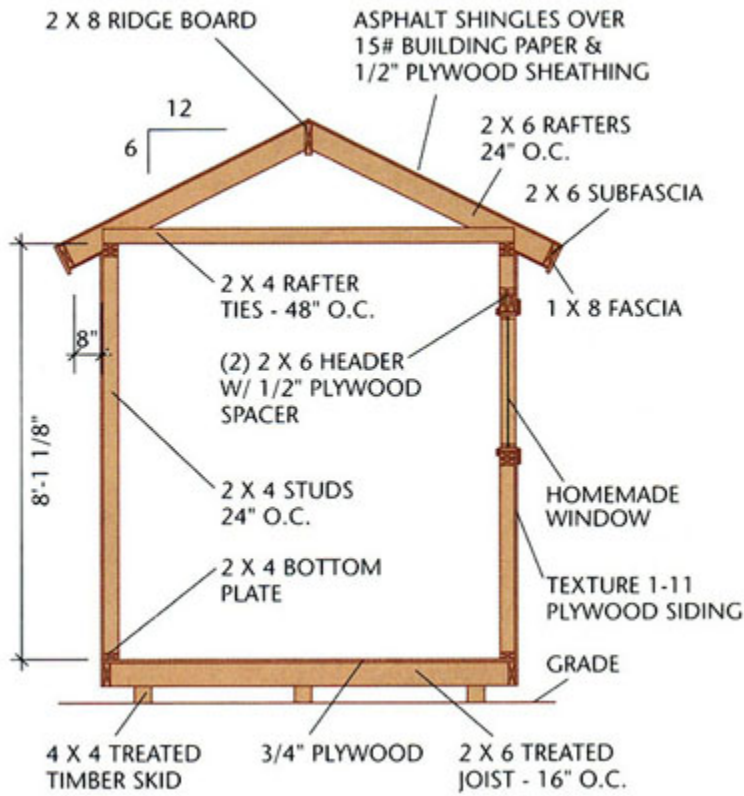 2 X 8 RIDGE BOARD
ASPHALT SHINGLES OVER
15# BUILDING PAPER &
1/2" PLYWOOD SHEATHING
12
6
2 X 6 RAFTERS
24" O.C.
2 X 6 SUBFASCIA
1 X 8 FASCIA
2 X 4 RAFTER
TIES - 48" O.C.
8"
(2) 2 X 6 HEADER
W/ 1/2" PLYWOOD
SPACER
8'-1 1/8"
2 X 4 STUDS
24" O.C.
HOMEMADE
WINDOW
2 X 4 BOTTOM
PLATE
TEXTURE 1-11
PLYWOOD SIDING
GRADE
4 X 4 TREATED
TIMBER SKID
3/4" PLYWOOD
2 X 6 TREATED
JOIST - 16" O.C.